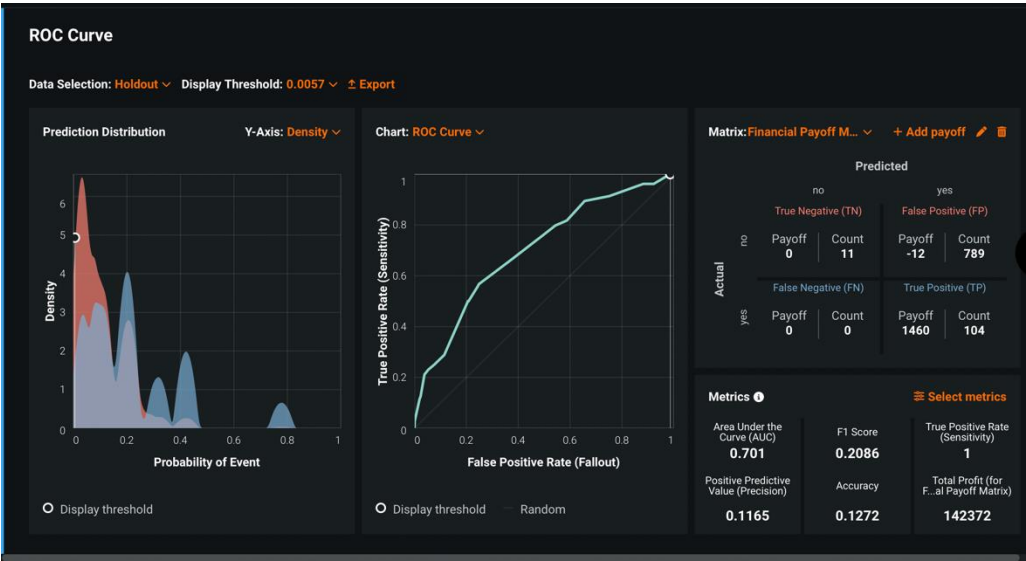 ROC Curve
Data Selection: Holdout Display Threshold: 0.0057 Export
Prediction Distribution Y-Axis: Density
6
5
4
3
2
1
0
Density
0 0.2 0.4 0.6 0.8 1
Probability of Event
Display threshold
Chart: ROC Curve
1
0.8
0.6
0.4
0.2
0
True Positive Rate (Sensitivity)
0 0.2 0.4 0.6 0.8 1
False Positive Rate (Fallout)
Display threshold Random
Matrix:Financial Payoff M... + Add payoff
Predicted
no yes
Actual
no
True Negative (TN) False Positive (FP)
Payoff Count Payoff Count
0 11 -12 789
yes
False Negative (FN) True Positive (TP)
Payoff Count Payoff Count
0 0 1460 104
Metrics Select metrics
Area Under the Curve (AUC)
0.701
F1 Score
0.2086
True Positive Rate (Sensitivity)
1
Positive Predictive Value (Precision)
0.1165
Accuracy
0.1272
Total Profit (for F...al Payoff Matrix)
142372